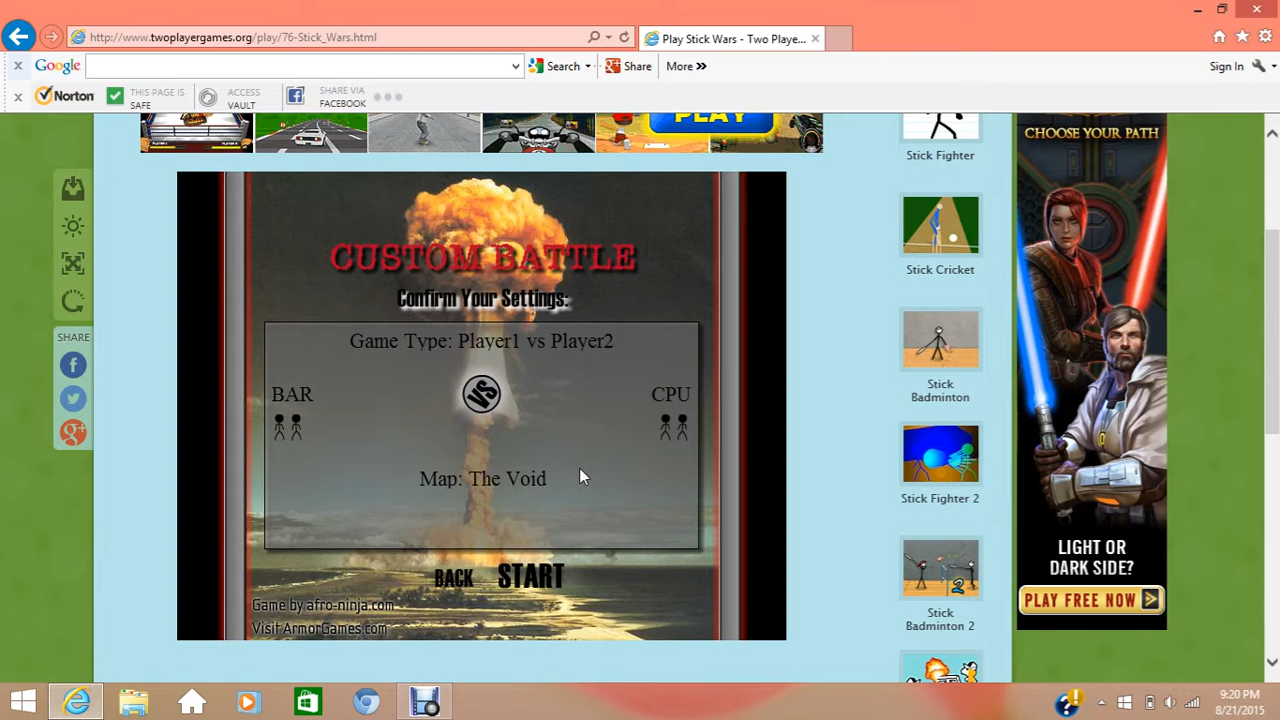 http://www.twoplayergames.org/play/76-Stick_Wars.html
Play Stick Wars - Two Playe...
Google
Search
Share
More »
Sign In
Norton
THIS PAGE IS
SAFE
ACCESS
VAULT
SHARE VIA
FACEBOOK
PLAY
SHARE
CUSTOM BATTLE
Confirm Your Settings:
Game Type: Player1 vs Player2
BAR
VS
CPU
Map: The Void
BACK
START
Game by afro-ninja.com
Visit ArmorGames.com
Stick Fighter
Stick Cricket
Stick
Badminton
Stick Fighter 2
2
Stick
Badminton 2
CHOOSE YOUR PATH
LIGHT OR
DARK SIDE?
PLAY FREE NOW
9:20 PM
8/21/2015